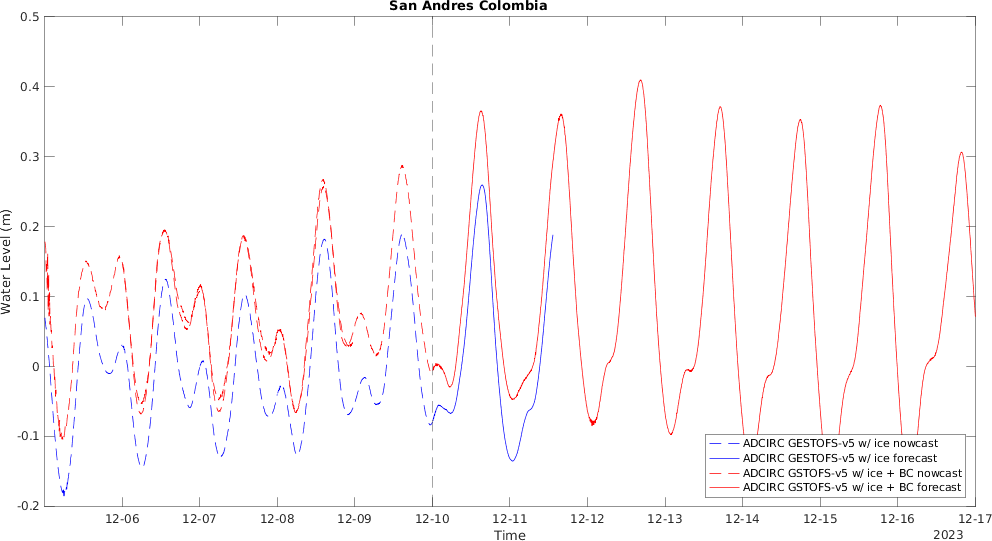 San Andres Colombia
0.5
0.4
0.3
0.2
0.1
0
-0.1
-0.2
Water Level (m)
12-06 12-07 12-08 12-09 12-10 12-11 12-12 12-13 12-14 12-15 12-16 12-17
Time
2023
ADCIRC GESTOFS-v5 w/ ice nowcast
ADCIRC GESTOFS-v5 w/ ice forecast
ADCIRC GSTOFS-v5 w/ ice + BC nowcast
ADCIRC GSTOFS-v5 w/ ice + BC forecast